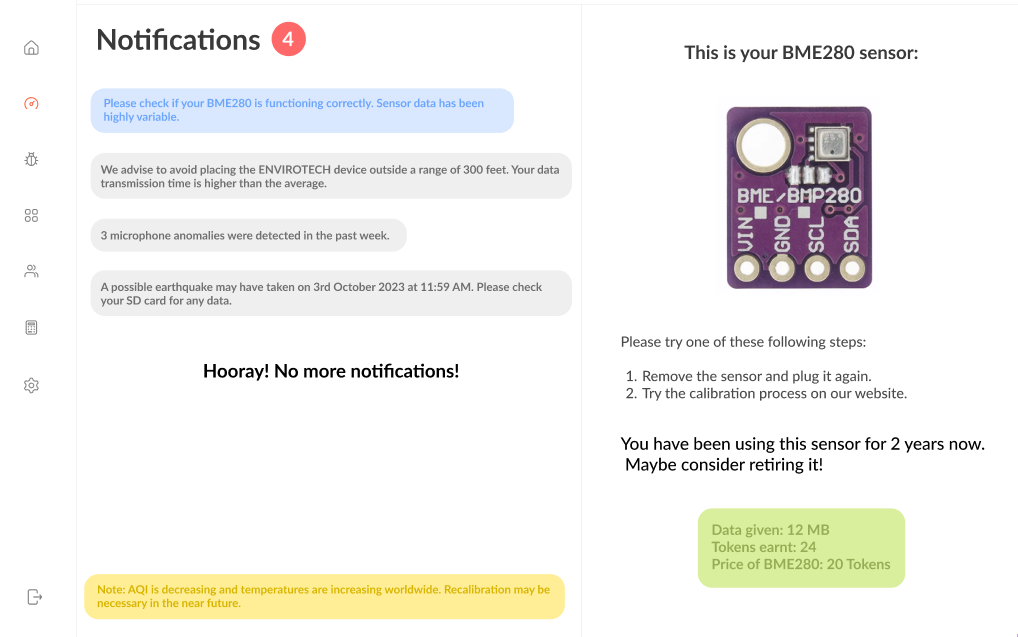 Notifications 4
Please check if your BME280 is functioning correctly. Sensor data has been
highly variable.
We advise to avoid placing the ENVIROTECH device outside a range of 300 feet. Your data
transmission time is higher than the average.
3 microphone anomalies were detected in the past week.
A possible earthquake may have taken on 3rd October 2023 at 11:59 AM. Please check
your SD card for any data.
Hooray! No more notifications!
Note: AQI is decreasing and temperatures are increasing worldwide. Recalibration may be
necessary in the near future.
This is your BME280 sensor:
BME/BMP280
VIN
GND
SCL
SDA
Please try one of these following steps:
1. Remove the sensor and plug it again.
2. Try the calibration process on our website.
You have been using this sensor for 2 years now.
Maybe consider retiring it!
Data given: 12 MB
Tokens earnt: 24
Price of BME280: 20 Tokens